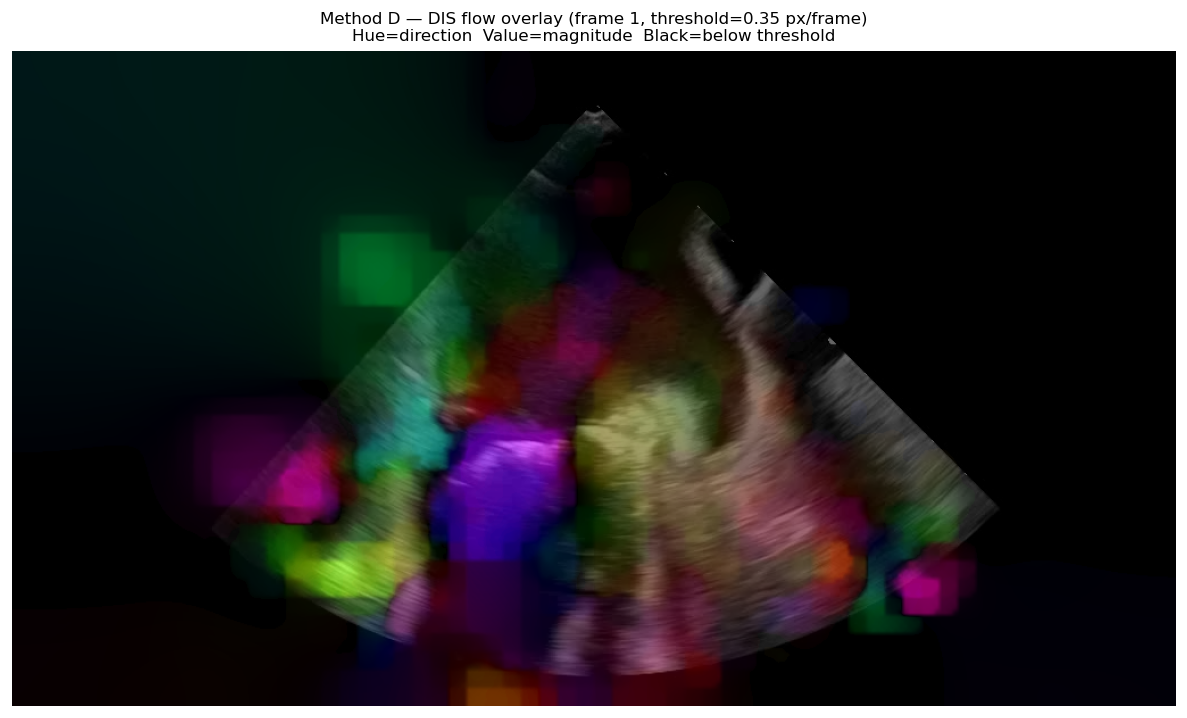 Method D — DIS flow overlay (frame 1, threshold=0.35 px/frame)
Hue=direction  Value=magnitude  Black=below threshold